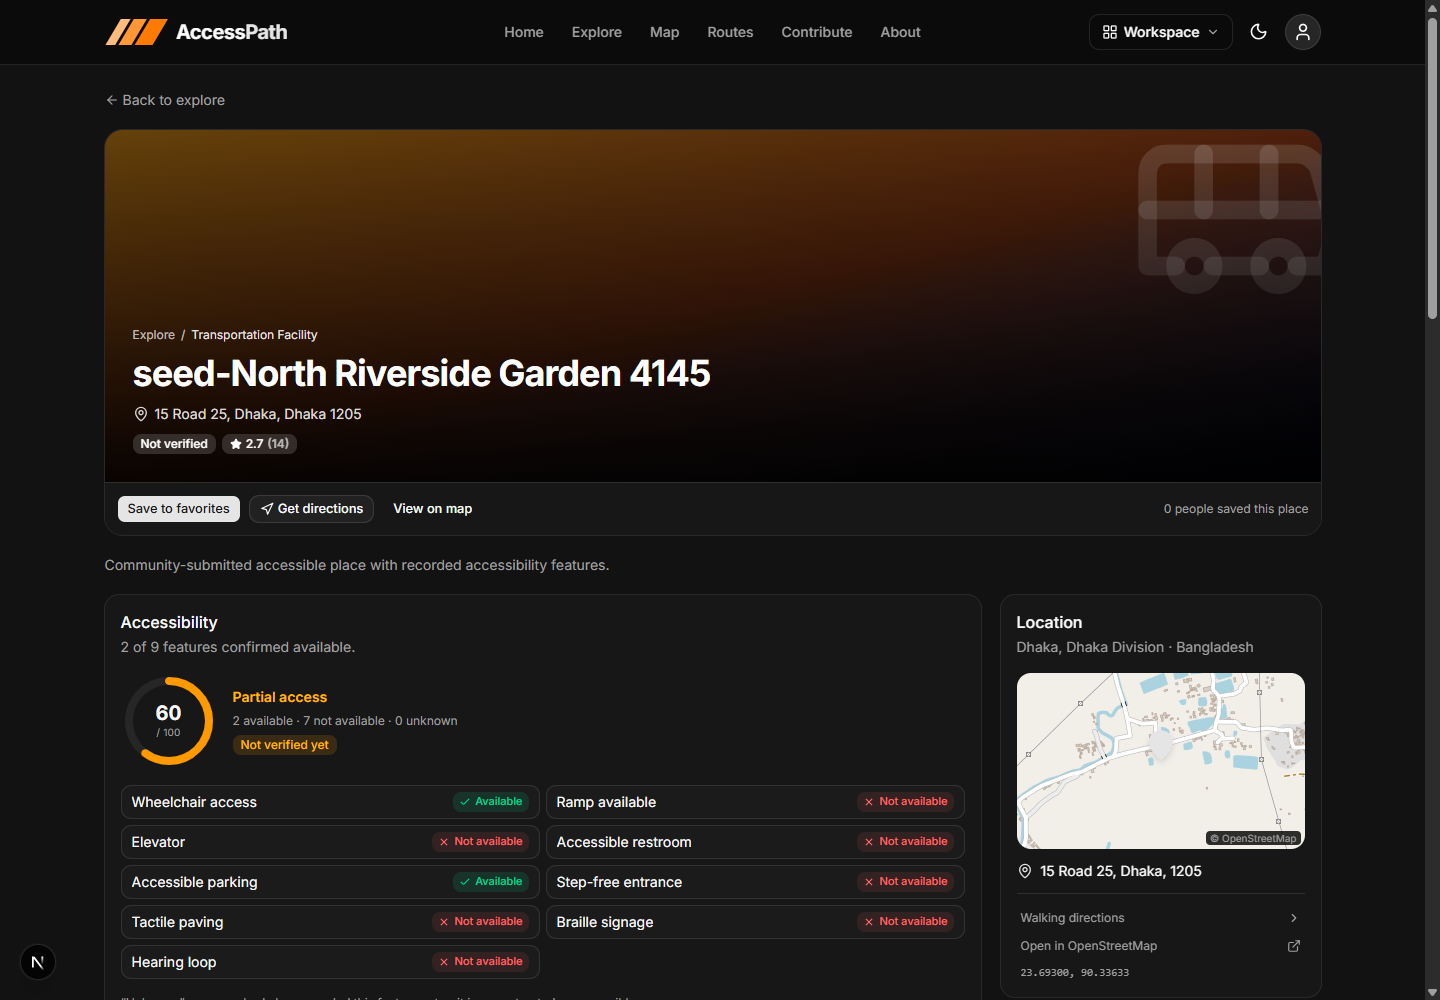 AccessPath
Home
Explore
Map
Routes
Contribute
About
Workspace
Back to explore
Explore / Transportation Facility
seed-North Riverside Garden 4145
15 Road 25, Dhaka, Dhaka 1205
Not verified
2.7 (14)
Save to favorites
Get directions
View on map
0 people saved this place
Community-submitted accessible place with recorded accessibility features.
Accessibility
2 of 9 features confirmed available.
60
/ 100
Partial access
2 available · 7 not available · 0 unknown
Not verified yet
Wheelchair access
Available
Ramp available
Not available
Elevator
Not available
Accessible restroom
Not available
Accessible parking
Available
Step-free entrance
Not available
Tactile paving
Not available
Braille signage
Not available
Hearing loop
Not available
Location
Dhaka, Dhaka Division · Bangladesh
© OpenStreetMap
15 Road 25, Dhaka, 1205
Walking directions
Open in OpenStreetMap
23.69300, 90.33633
N